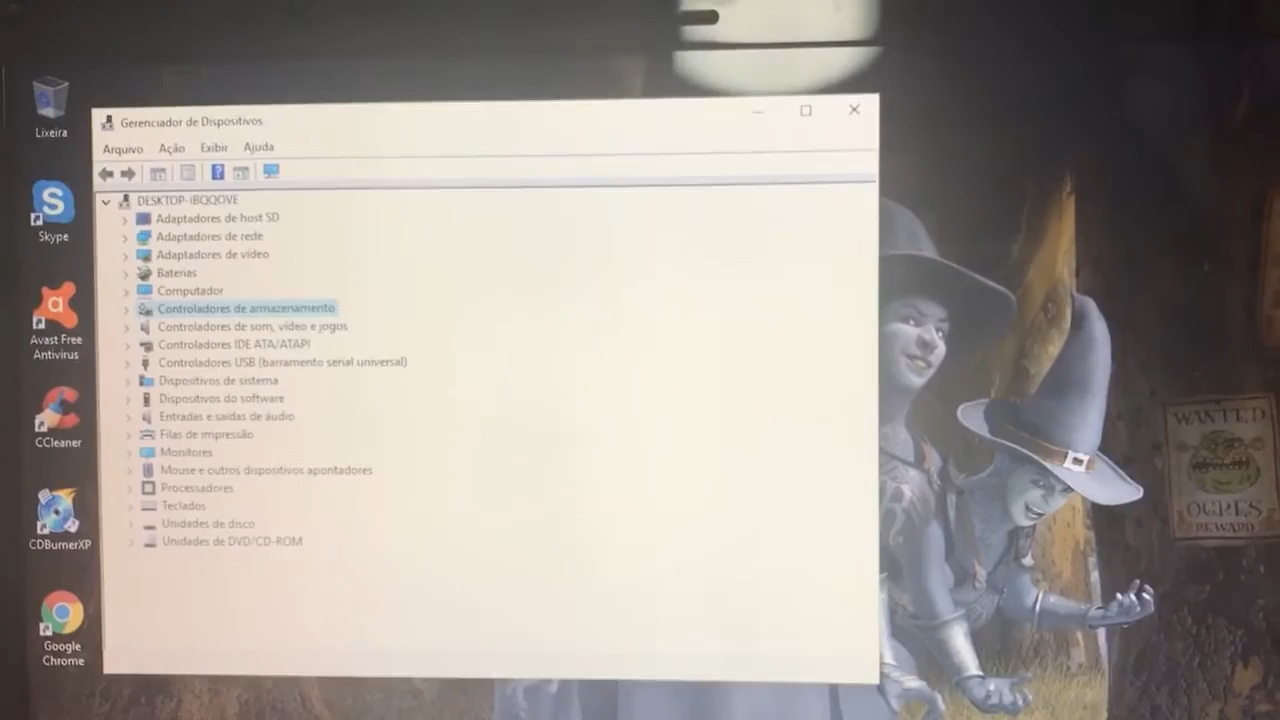 Lixeira
Skype
Avast Free
Antivirus
CCleaner
CDBurnerXP
Google
Chrome
Gerenciador de Dispositivos
Arquivo Ação Exibir Ajuda
Adaptadores de host SD
Adaptadores de rede
Adaptadores de vídeo
Baterias
Computador
Controladores de armazenamento
Controladores de som, vídeo e jogos
Controladores IDE ATA/ATAPI
Controladores USB (barramento serial universal)
Dispositivos de sistema
Dispositivos do software
Entradas e saídas de áudio
Filas de impressão
Monitores
Mouse e outros dispositivos apontadores
Processadores
Teclados
Unidades de disco
Unidades de DVD/CD-ROM
WANTED
OGRES
REWARD